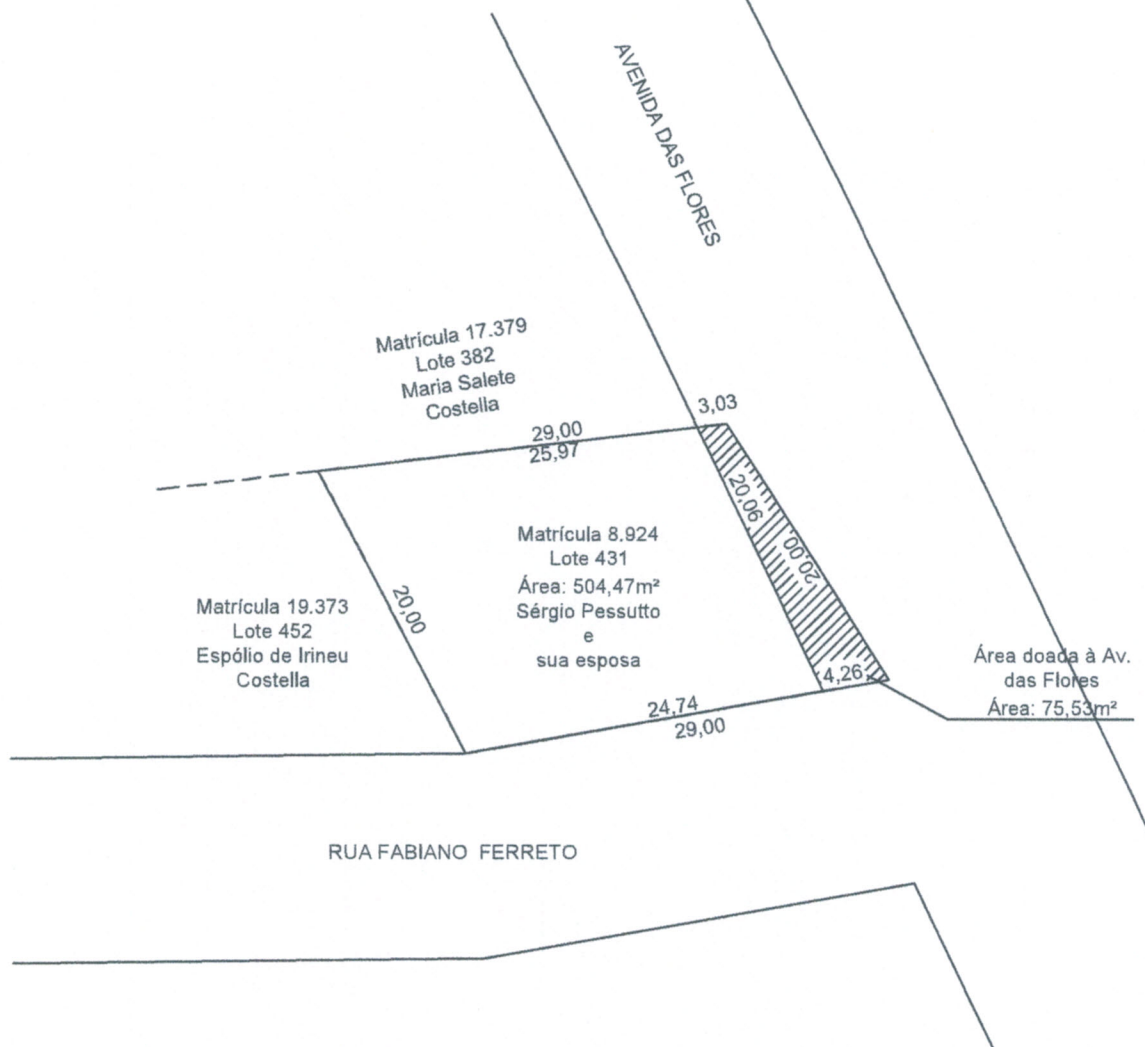 AVENIDA DAS FLORES
Matrícula 17.379
Lote 382
Maria Salete
Costella
3,03
29,00
25,97
20,06
20,00
Matrícula 8.924
Lote 431
Área: 504,47m²
Sérgio Pessutto
e
sua esposa
20,00
Matrícula 19.373
Lote 452
Espólio de Irineu
Costella
4,26
Área doada à Av.
das Flores
Área: 75,53m²
24,74
29,00
RUA FABIANO FERRETO